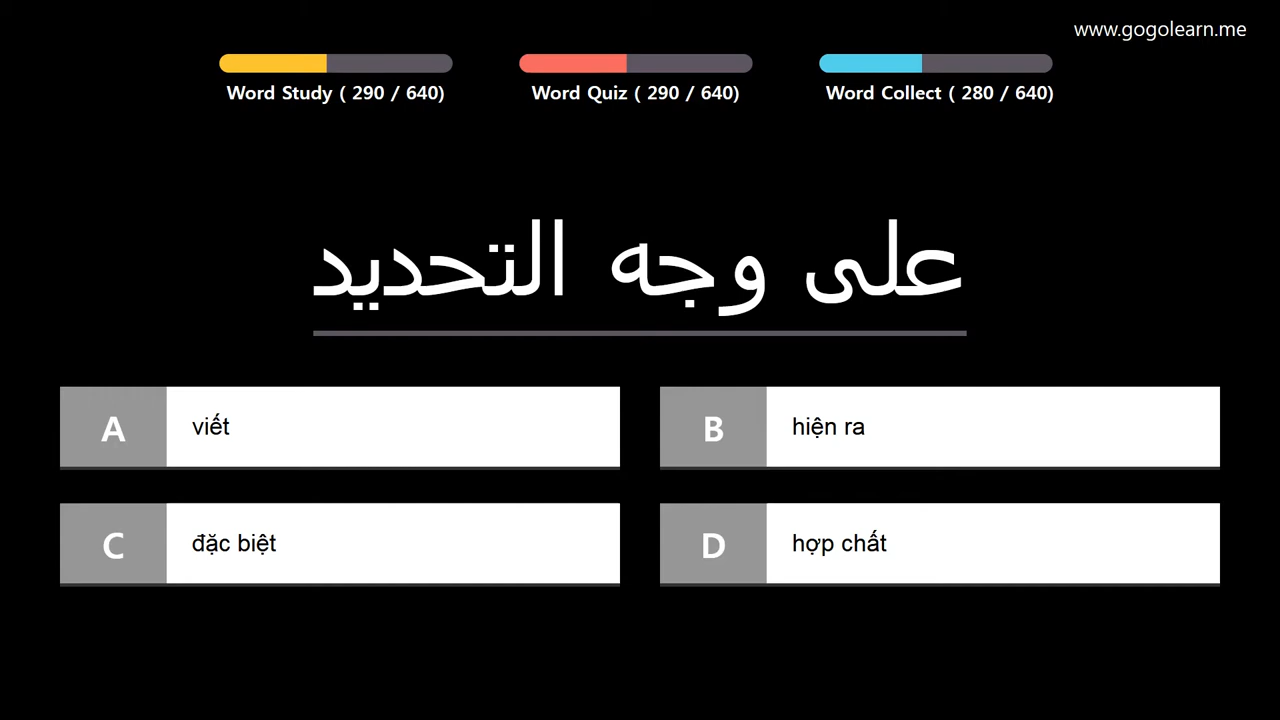 www.gogolearn.me
Word Study ( 290 / 640)
Word Quiz ( 290 / 640)
Word Collect ( 280 / 640)
على وجه التحديد
A viết
B hiện ra
C đặc biệt
D hợp chất